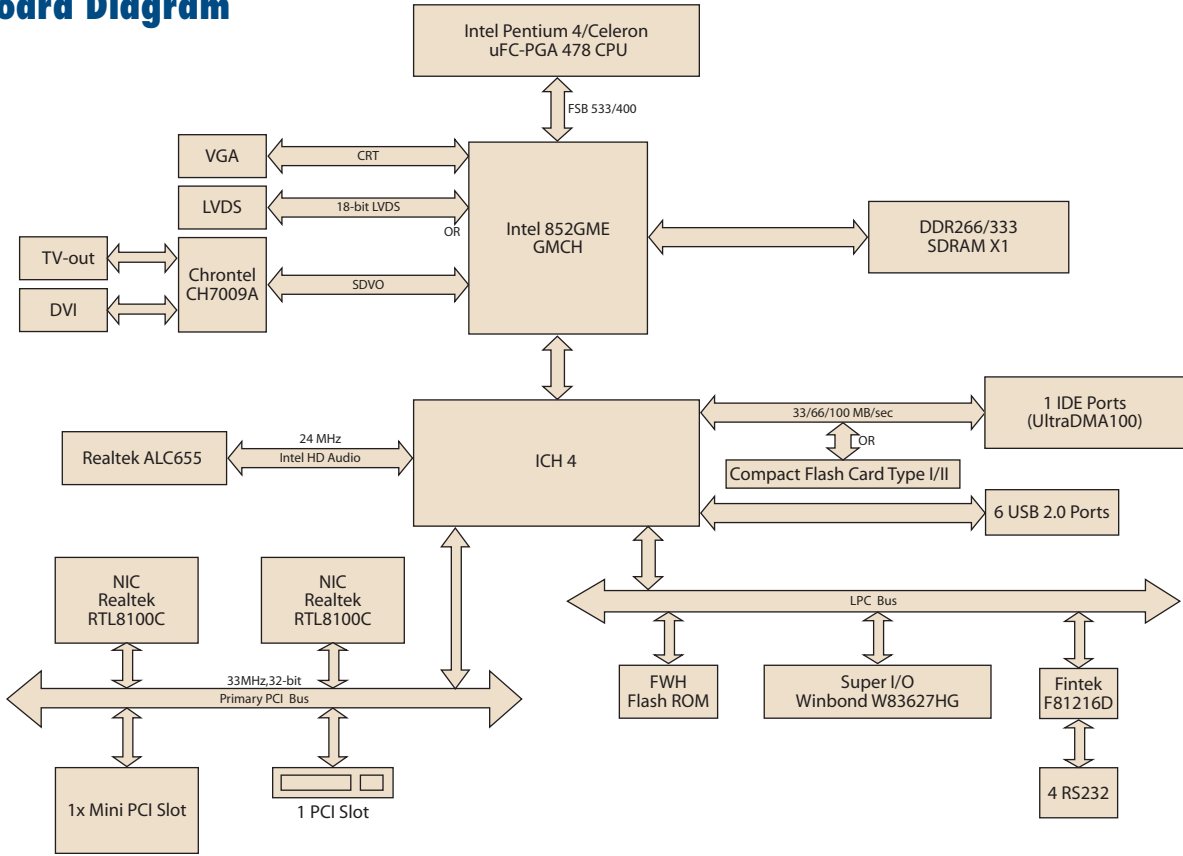 Board Diagram
Intel Pentium 4/Celeron
uFC-PGA 478 CPU
FSB 533/400
VGA
CRT
LVDS
18-bit LVDS
OR
Intel 852GME
GMCH
DDR266/333
SDRAM X1
TV-out
Chrontel
CH7009A
SDVO
DVI
33/66/100 MB/sec
1 IDE Ports
(UltraDMA100)
OR
Compact Flash Card Type I/II
Realtek ALC655
24 MHz
Intel HD Audio
ICH 4
6 USB 2.0 Ports
NIC
Realtek
RTL8100C
NIC
Realtek
RTL8100C
LPC Bus
33MHz,32-bit
Primary PCI Bus
FWH
Flash ROM
Super I/O
Winbond W83627HG
Fintek
F81216D
1x Mini PCI Slot
1 PCI Slot
4 RS232